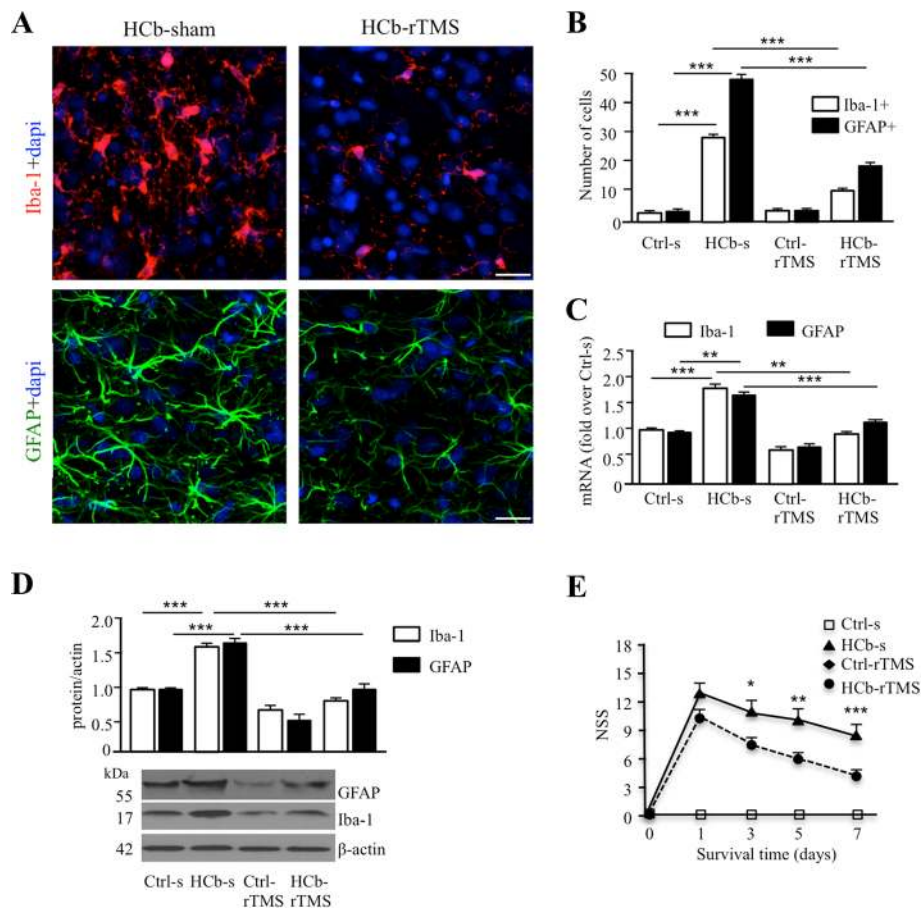 A
HCb-sham
HCb-rTMS
Iba-1+dapi
GFAP+dapi
B
***
***
***
***
Number of cells
50
40
30
20
10
0
Iba-1+
GFAP+
Ctrl-s
HCb-s
Ctrl-
rTMS
HCb-
rTMS
C
Iba-1
GFAP
mRNA (fold over Ctrl-s)
2.5
2.0
1.5
1.0
0.5
0
**
***
**
***
Ctrl-s
HCb-s
Ctrl-
rTMS
HCb-
rTMS
D
***
***
***
***
protein/actin
2.0
1.5
1.0
0.5
0
Iba-1
GFAP
kDa
55
17
42
GFAP
Iba-1
β-actin
Ctrl-s
HCb-s
Ctrl-
rTMS
HCb-
rTMS
E
Ctrl-s
HCb-s
Ctrl-rTMS
HCb-rTMS
NSS
18
15
12
9
6
3
0
*
**
***
0 1 3 5 7
Survival time (days)